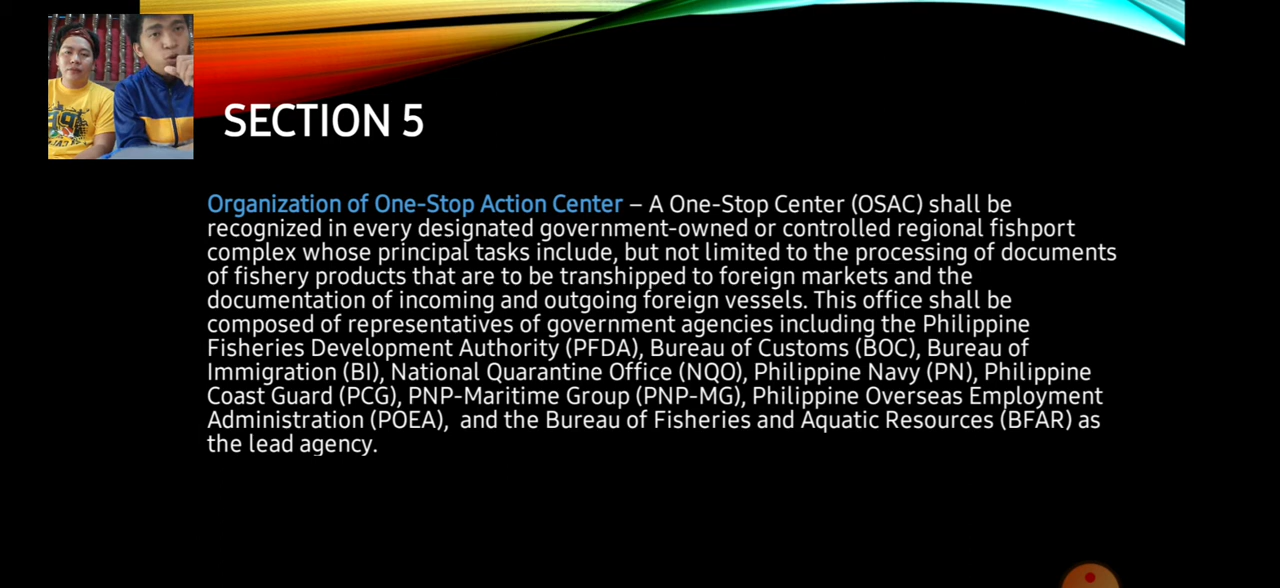 SECTION 5
Organization of One-Stop Action Center – A One-Stop Center (OSAC) shall be
recognized in every designated government-owned or controlled regional fishport
complex whose principal tasks include, but not limited to the processing of documents
of fishery products that are to be transhipped to foreign markets and the
documentation of incoming and outgoing foreign vessels. This office shall be
composed of representatives of government agencies including the Philippine
Fisheries Development Authority (PFDA), Bureau of Customs (BOC), Bureau of
Immigration (BI), National Quarantine Office (NQO), Philippine Navy (PN), Philippine
Coast Guard (PCG), PNP-Maritime Group (PNP-MG), Philippine Overseas Employment
Administration (POEA),  and the Bureau of Fisheries and Aquatic Resources (BFAR) as
the lead agency.